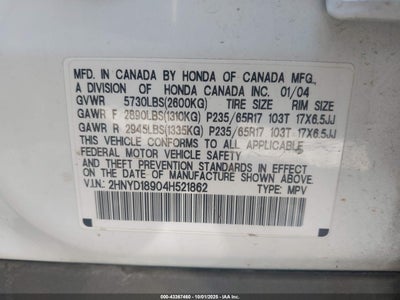 MFD. IN CANADA BY HONDA OF CANADA MFG.,
A DIVISION OF HONDA CANADA INC. 01/04
GVWR 5730LBS(2600KG) TIRE SIZE RIM SIZE
GAWR F 2890LBS(1310KG) P235/65R17 103T 17X6.5JJ
GAWR R 2945LBS(1335KG) P235/65R17 103T 17X6.5JJ
THIS VEHICLE CONFORMS TO ALL APPLICABLE
FEDERAL MOTOR VEHICLE SAFETY
AND THEFT PREVENTION STANDARDS IN EFFECT
ON THE DATE OF MANUFACTURE SHOWN ABOVE.
V.I.N: 2HNYD18904H521862 TYPE: MPV
000-43367460 - 10/01/2025 - www.iaai.com